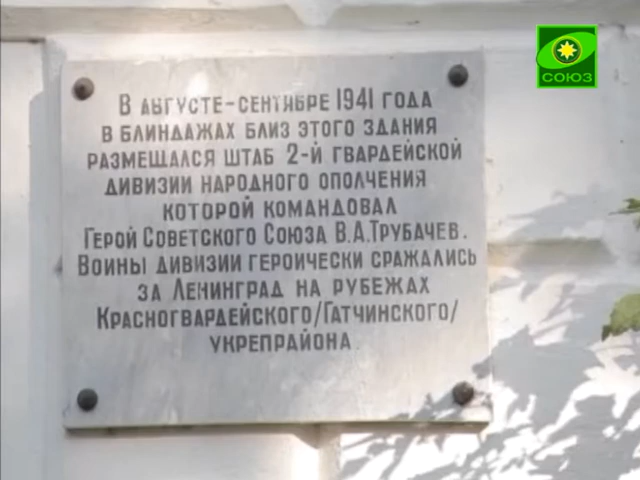 СОЮЗ
В АВГУСТЕ-СЕНТЯБРЕ 1941 ГОДА
В БЛИНДАЖАХ БЛИЗ ЭТОГО ЗДАНИЯ
РАЗМЕЩАЛСЯ ШТАБ 2-Й ГВАРДЕЙСКОЙ
ДИВИЗИИ НАРОДНОГО ОПОЛЧЕНИЯ
КОТОРОЙ КОМАНДОВАЛ
ГЕРОЙ СОВЕТСКОГО СОЮЗА В.А.ТРУБАЧЕВ.
ВОИНЫ ДИВИЗИИ ГЕРОИЧЕСКИ СРАЖАЛИСЬ
ЗА ЛЕНИНГРАД НА РУБЕЖАХ
КРАСНОГВАРДЕЙСКОГО/ГАТЧИНСКОГО/
УКРЕПРАЙОНА